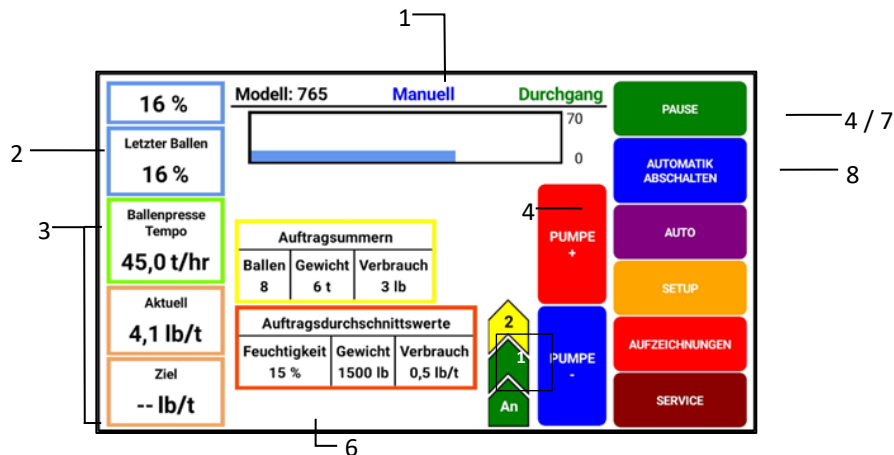 1
16 %
Modell: 765 Manuell Durchgang
70
0
PAUSE
4 / 7
2
Letzter Ballen
16 %
AUTOMATIK
ABSCHALTEN
8
3
Ballenpresse
Tempo
45,0 t/hr
Auftragsummern
Ballen Gewicht Verbrauch
8 6 t 3 lb
4
PUMPE
+
AUTO
SETUP
Aktuell
4,1 lb/t
Auftragsdurchschnittswerte
Feuchtigkeit Gewicht Verbrauch
15 % 1500 lb 0,5 lb/t
2
1
An
PUMPE
-
AUFZEICHNUNGEN
Ziel
-- lb/t
SERVICE
6